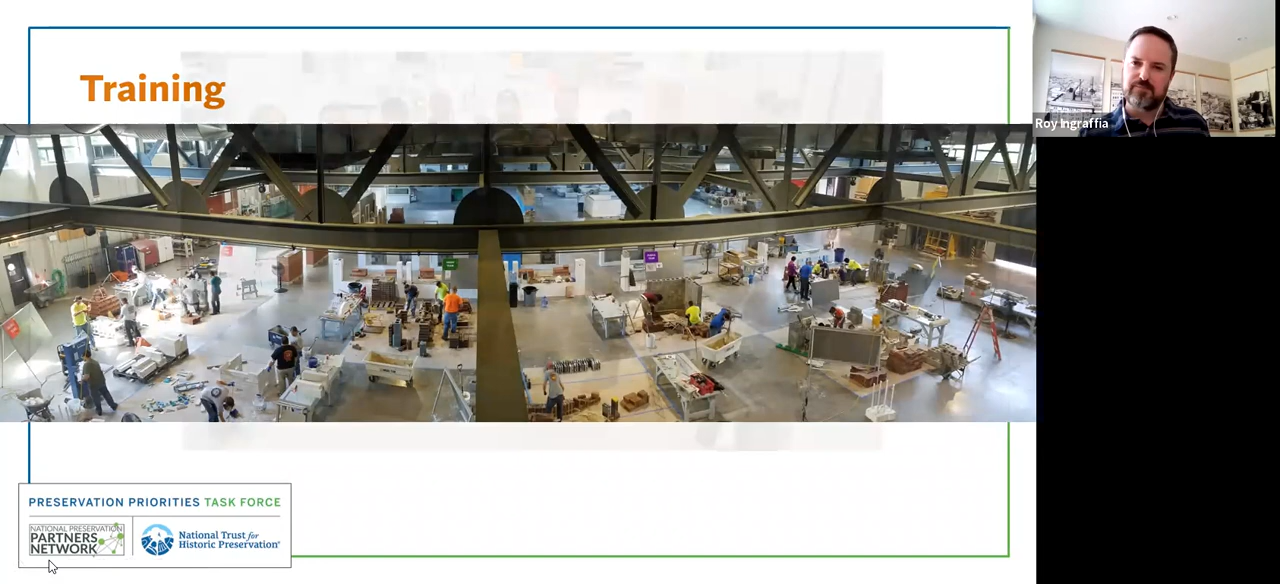 Training
Roy Ingraffia
PRESERVATION PRIORITIES TASK FORCE
NATIONAL PRESERVATION
PARTNERS
NETWORK
National Trust for
Historic Preservation®